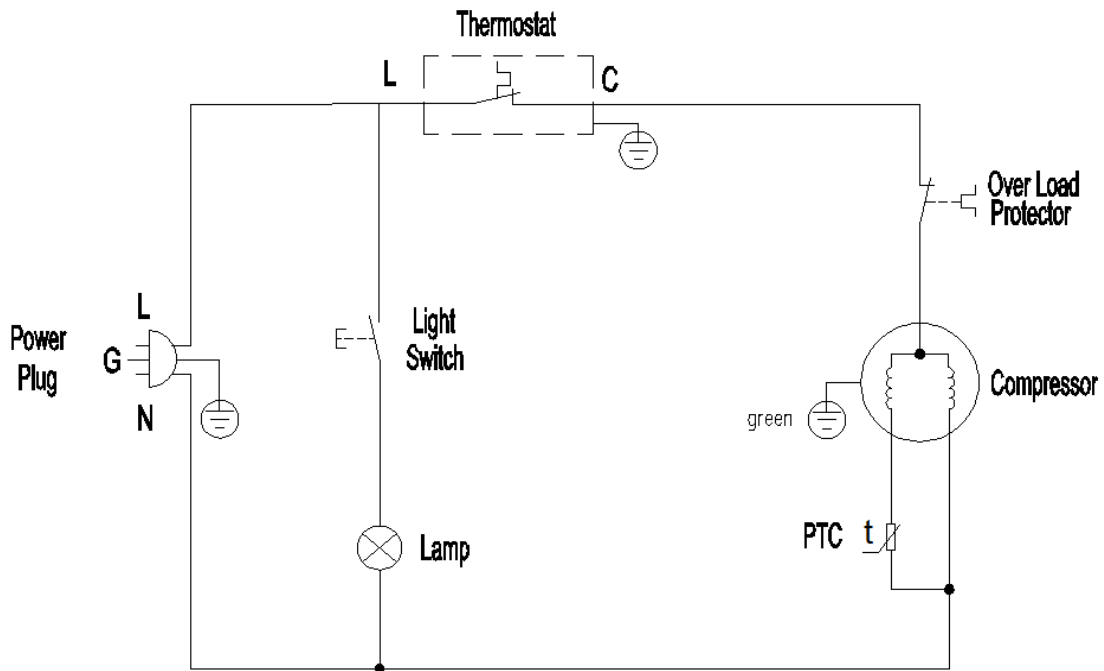 Thermostat
L
C
Over Load
Protector
L
Power
Plug
G
N
Light
Switch
Compressor
green
PTC
t
Lamp